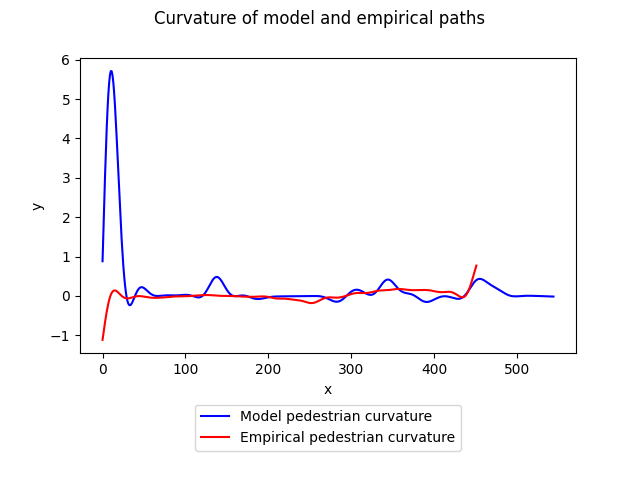 Curvature of model and empirical paths
6
5
4
3
2
1
0
−1
y
0 100 200 300 400 500
x
Model pedestrian curvature
Empirical pedestrian curvature